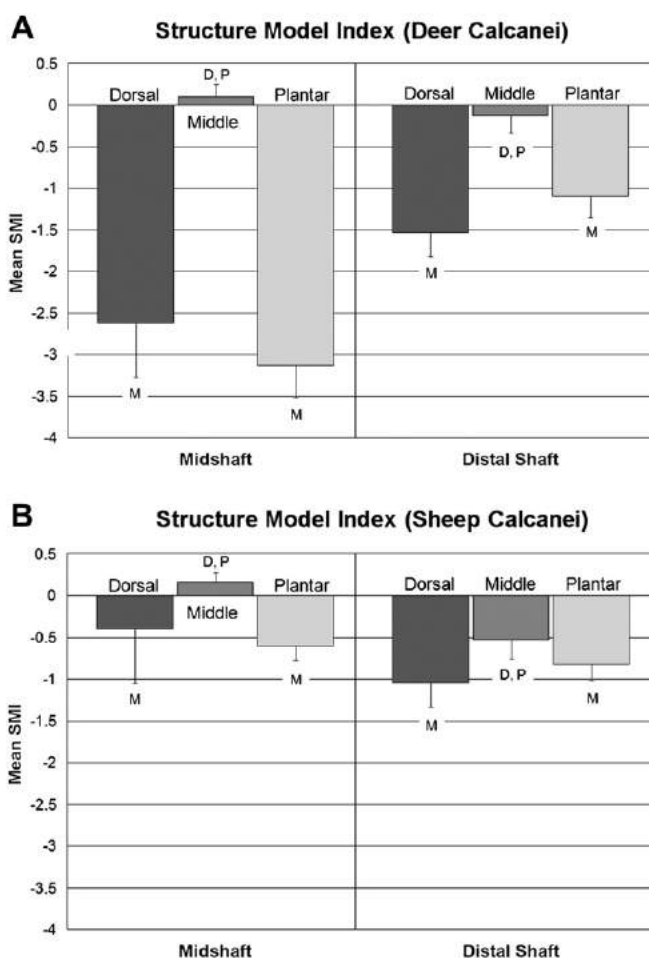 A
Structure Model Index (Deer Calcanei)
0.5
0
-0.5
-1
-1.5
-2
-2.5
-3
-3.5
-4
Mean SMI
D, P
Dorsal
Middle
Plantar
M
M
Dorsal
Middle
Plantar
D, P
M
M
Midshaft
Distal Shaft
B
Structure Model Index (Sheep Calcanei)
0.5
0
-0.5
-1
-1.5
-2
-2.5
-3
-3.5
-4
Mean SMI
D, P
Dorsal
Middle
Plantar
M
M
Dorsal
Middle
Plantar
D, P
M
M
Midshaft
Distal Shaft